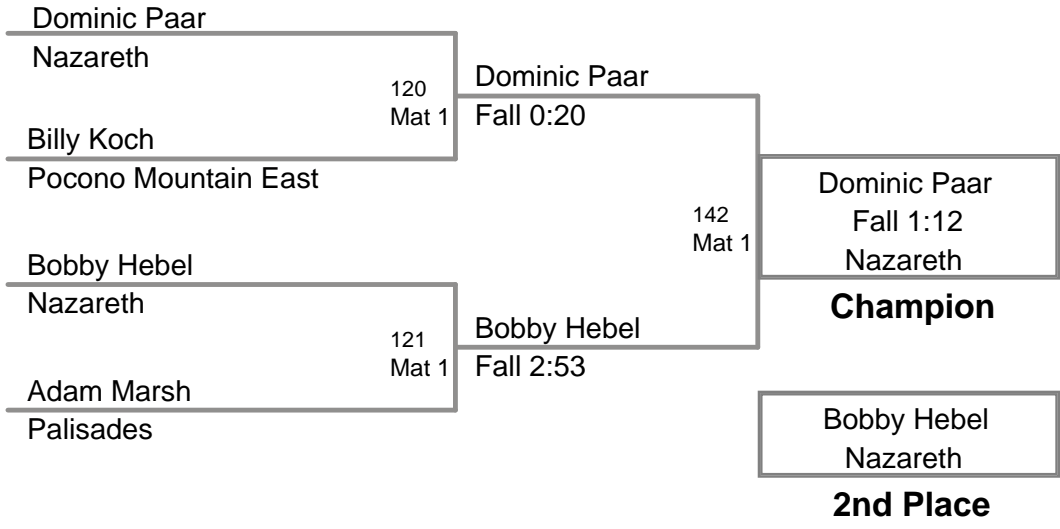 Dominic Paar
Nazareth
120
Mat 1
Billy Koch
Pocono Mountain East
Dominic Paar
Fall 0:20
Bobby Hebel
Nazareth
121
Mat 1
Adam Marsh
Palisades
Bobby Hebel
Fall 2:53
142
Mat 1
Dominic Paar
Fall 1:12
Nazareth
Champion
Bobby Hebel
Nazareth
2nd Place